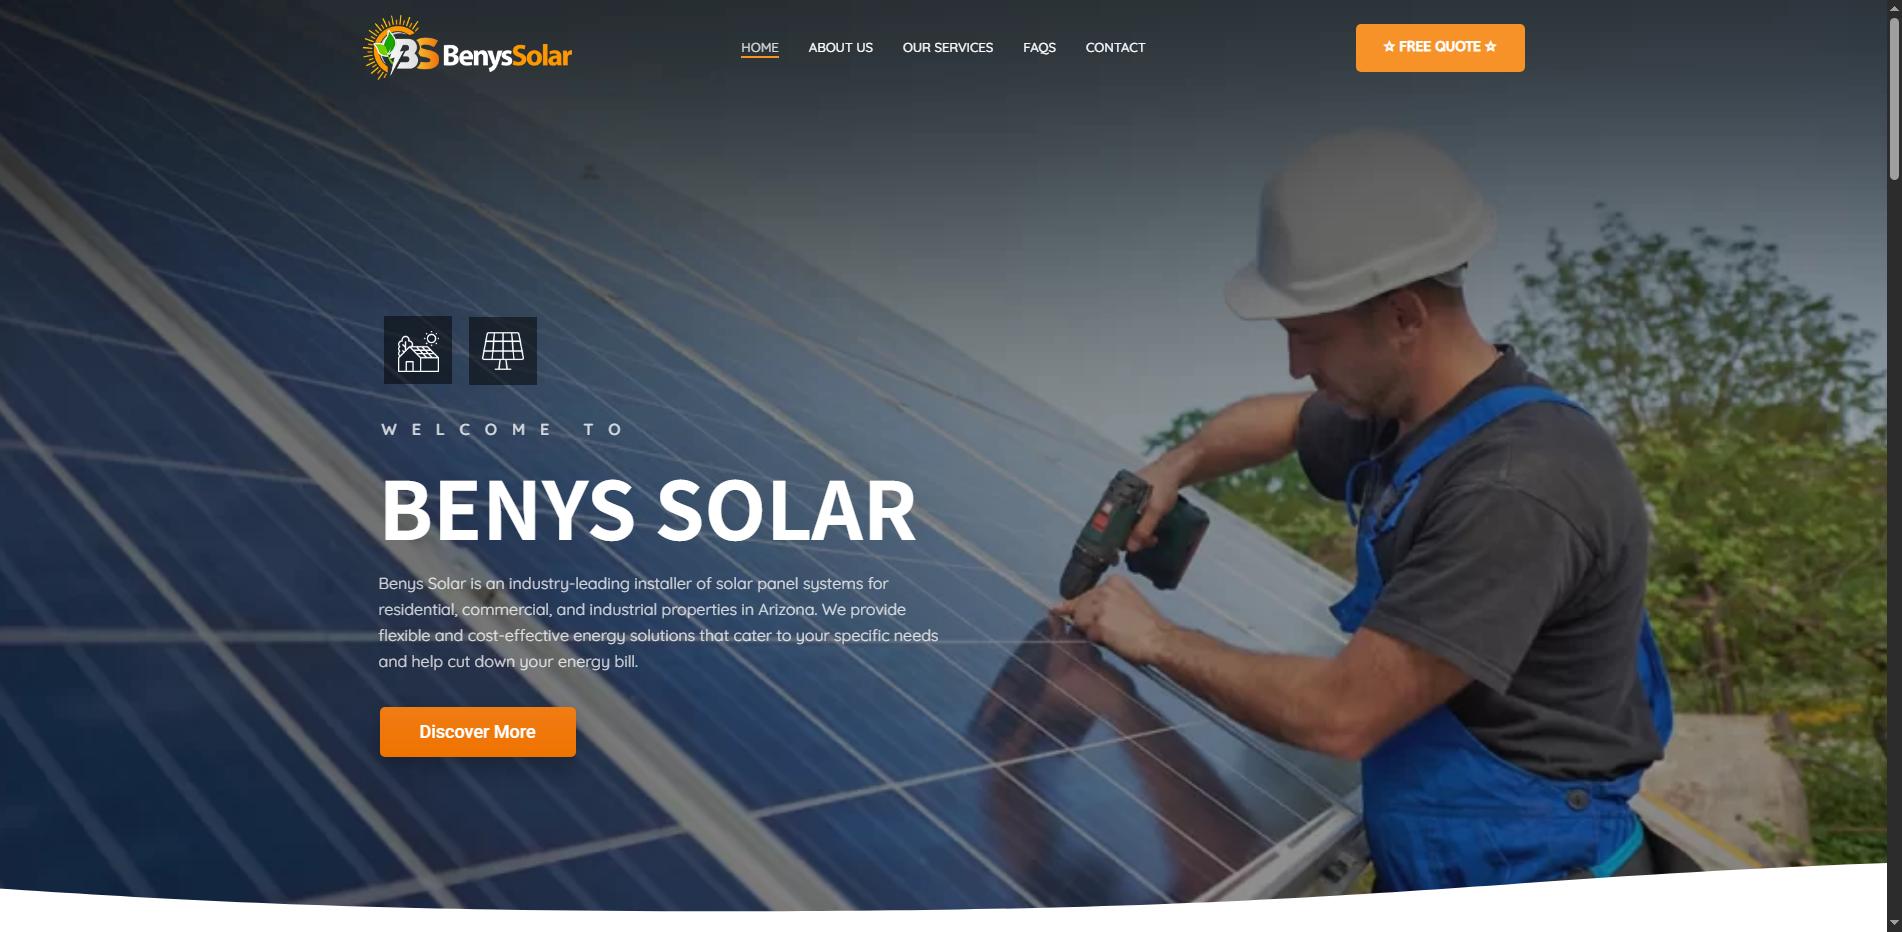 BS BenysSolar
HOME
ABOUT US
OUR SERVICES
FAQS
CONTACT
☆ FREE QUOTE ☆
WELCOME TO
BENYS SOLAR
Benys Solar is an industry-leading installer of solar panel systems for
residential, commercial, and industrial properties in Arizona. We provide
flexible and cost-effective energy solutions that cater to your specific needs
and help cut down your energy bill.
Discover More